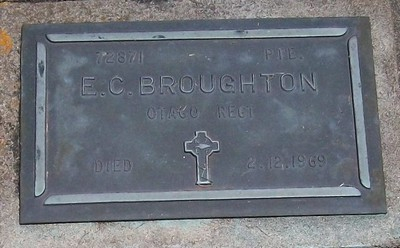 72871 PTE.
E.C. BROUGHTON
OTAGO REGT
DIED 2.12.1969